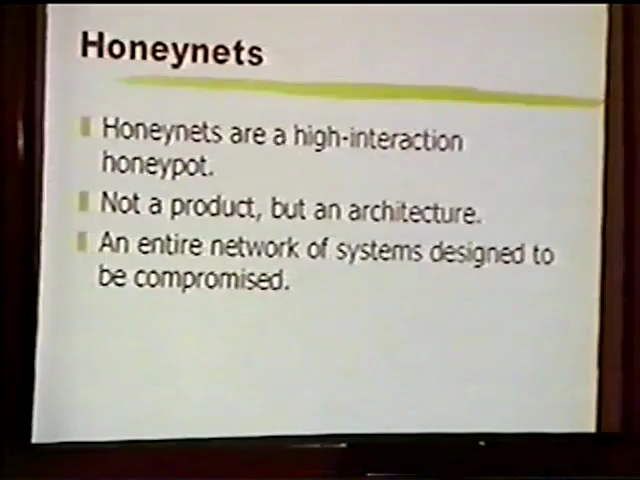 Honeynets
Honeynets are a high-interaction
honeypot.
Not a product, but an architecture.
An entire network of systems designed to
be compromised.